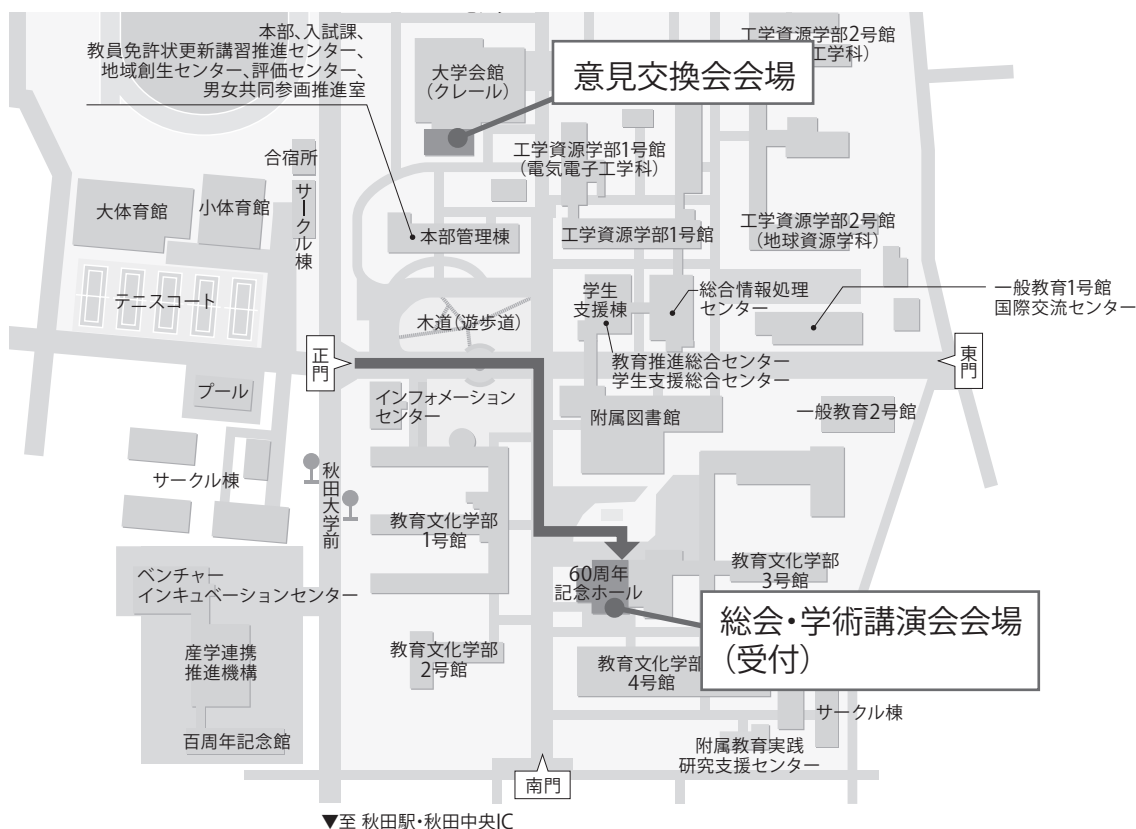 本部、入試課、
教員免許状更新講習推進センター、
地域創生センター、評価センター、
男女共同参画推進室
大学会館
(クレール)
意見交換会会場
工学資源学部2号館
工学科)
合宿所
サークル棟
大体育館
小体育館
工学資源学部1号館
(電気電子工学科)
本部管理棟
工学資源学部1号館
工学資源学部2号館
(地球資源学科)
テニスコート
学生
支援棟
総合情報処理
センター
一般教育1号館
国際交流センター
木道(遊歩道)
正門
東門
教育推進総合センター
学生支援総合センター
プール
インフォメーション
センター
附属図書館
一般教育2号館
サークル棟
秋田大学前
教育文化学部
1号館
60周年
記念ホール
教育文化学部
3号館
ベンチャー
インキュベーションセンター
総会・学術講演会会場
(受付)
産学連携
推進機構
教育文化学部
2号館
教育文化学部
4号館
サークル棟
百周年記念館
附属教育実践
研究支援センター
南門
▼至 秋田駅・秋田中央IC